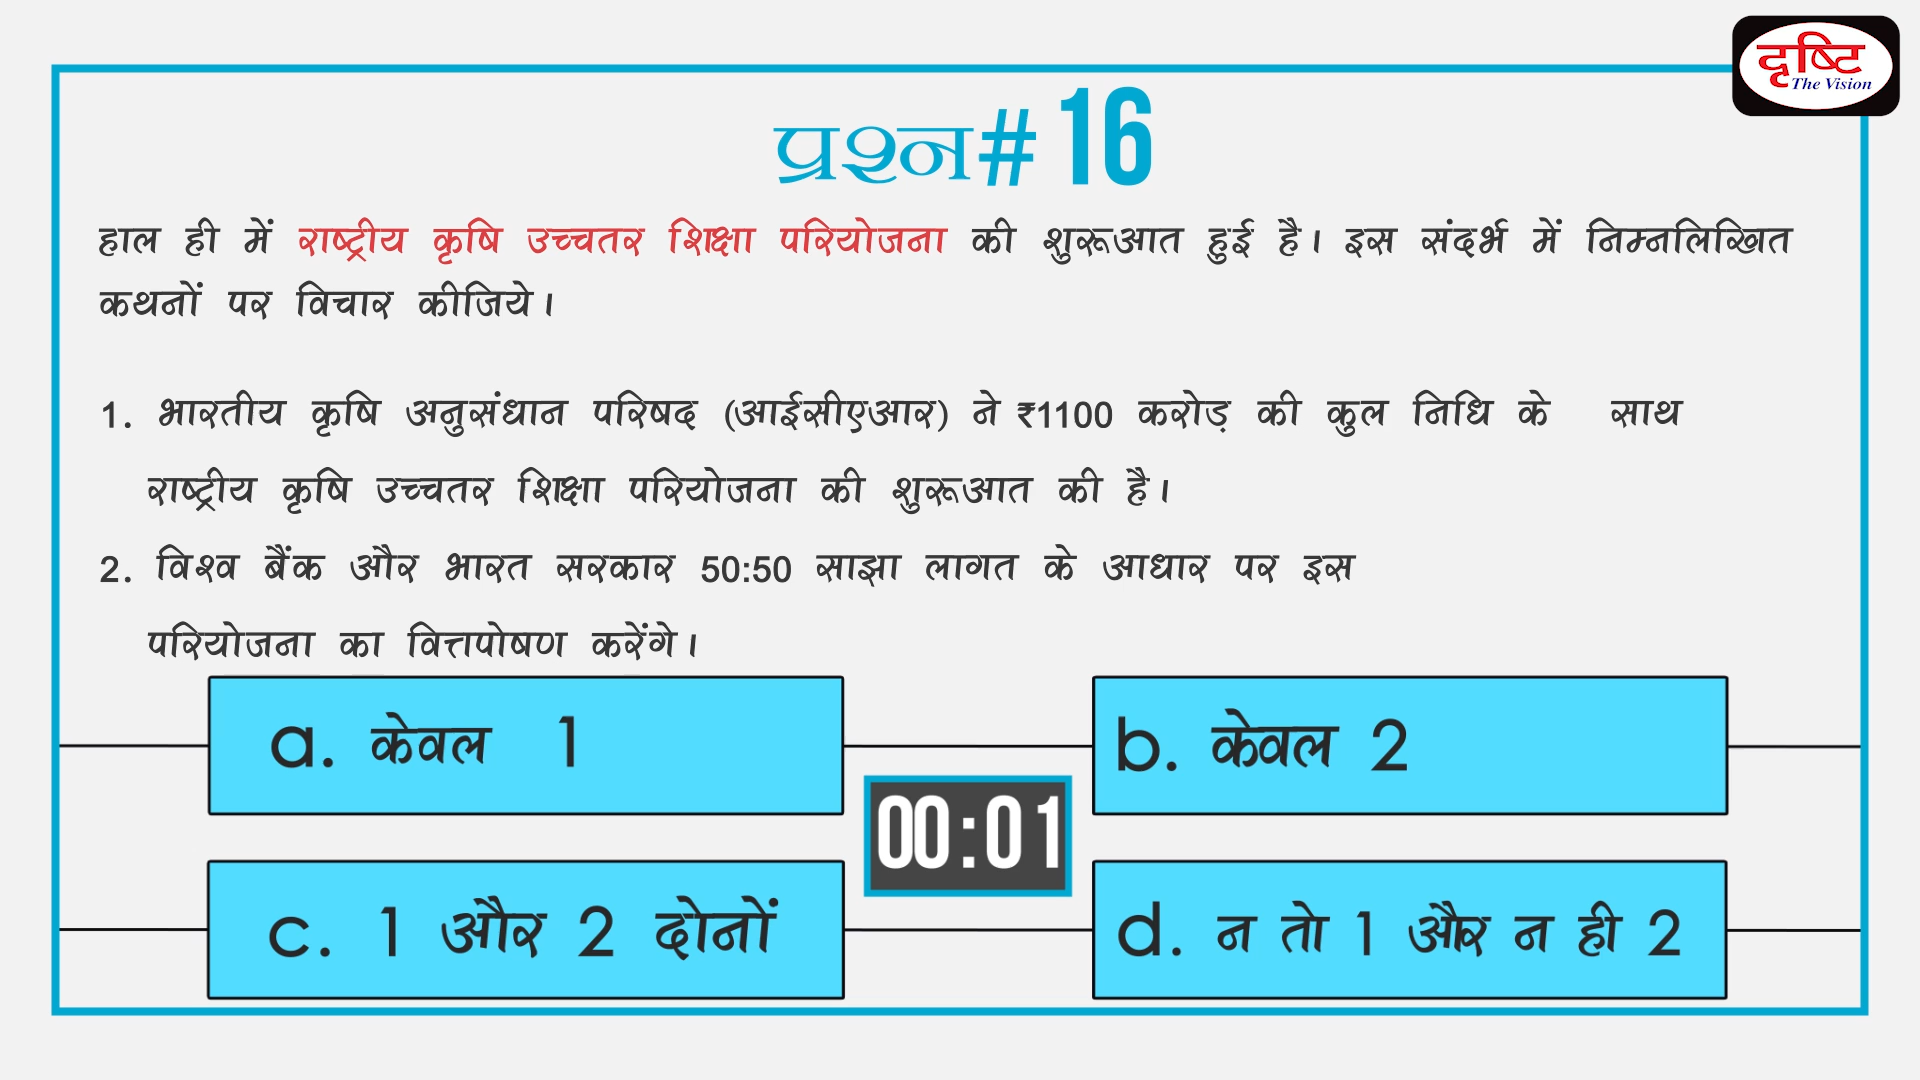 दृष्टि
The Vision
प्रश्न# 16
हाल ही में राष्ट्रीय कृषि उच्चतर शिक्षा परियोजना की शुरूआत हुई है। इस संदर्भ में निम्नलिखित
कथनों पर विचार कीजिये।
1. भारतीय कृषि अनुसंधान परिषद (आईसीएआर) ने ₹1100 करोड़ की कुल निधि के साथ
राष्ट्रीय कृषि उच्चतर शिक्षा परियोजना की शुरूआत की है।
2. विश्व बैंक और भारत सरकार 50:50 साझा लागत के आधार पर इस
परियोजना का वित्तपोषण करेंगे।
a. केवल 1
b. केवल 2
00:01
c. 1 और 2 दोनों
d. न तो 1 और न ही 2